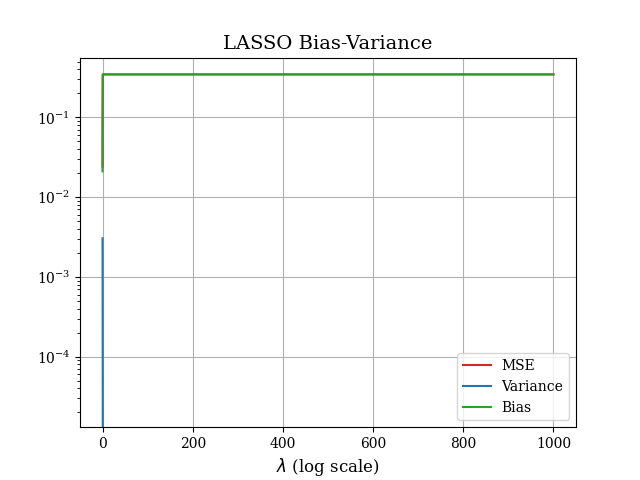 LASSO Bias-Variance
10⁻¹
10⁻²
10⁻³
10⁻⁴
0 200 400 600 800 1000
λ (log scale)
MSE
Variance
Bias